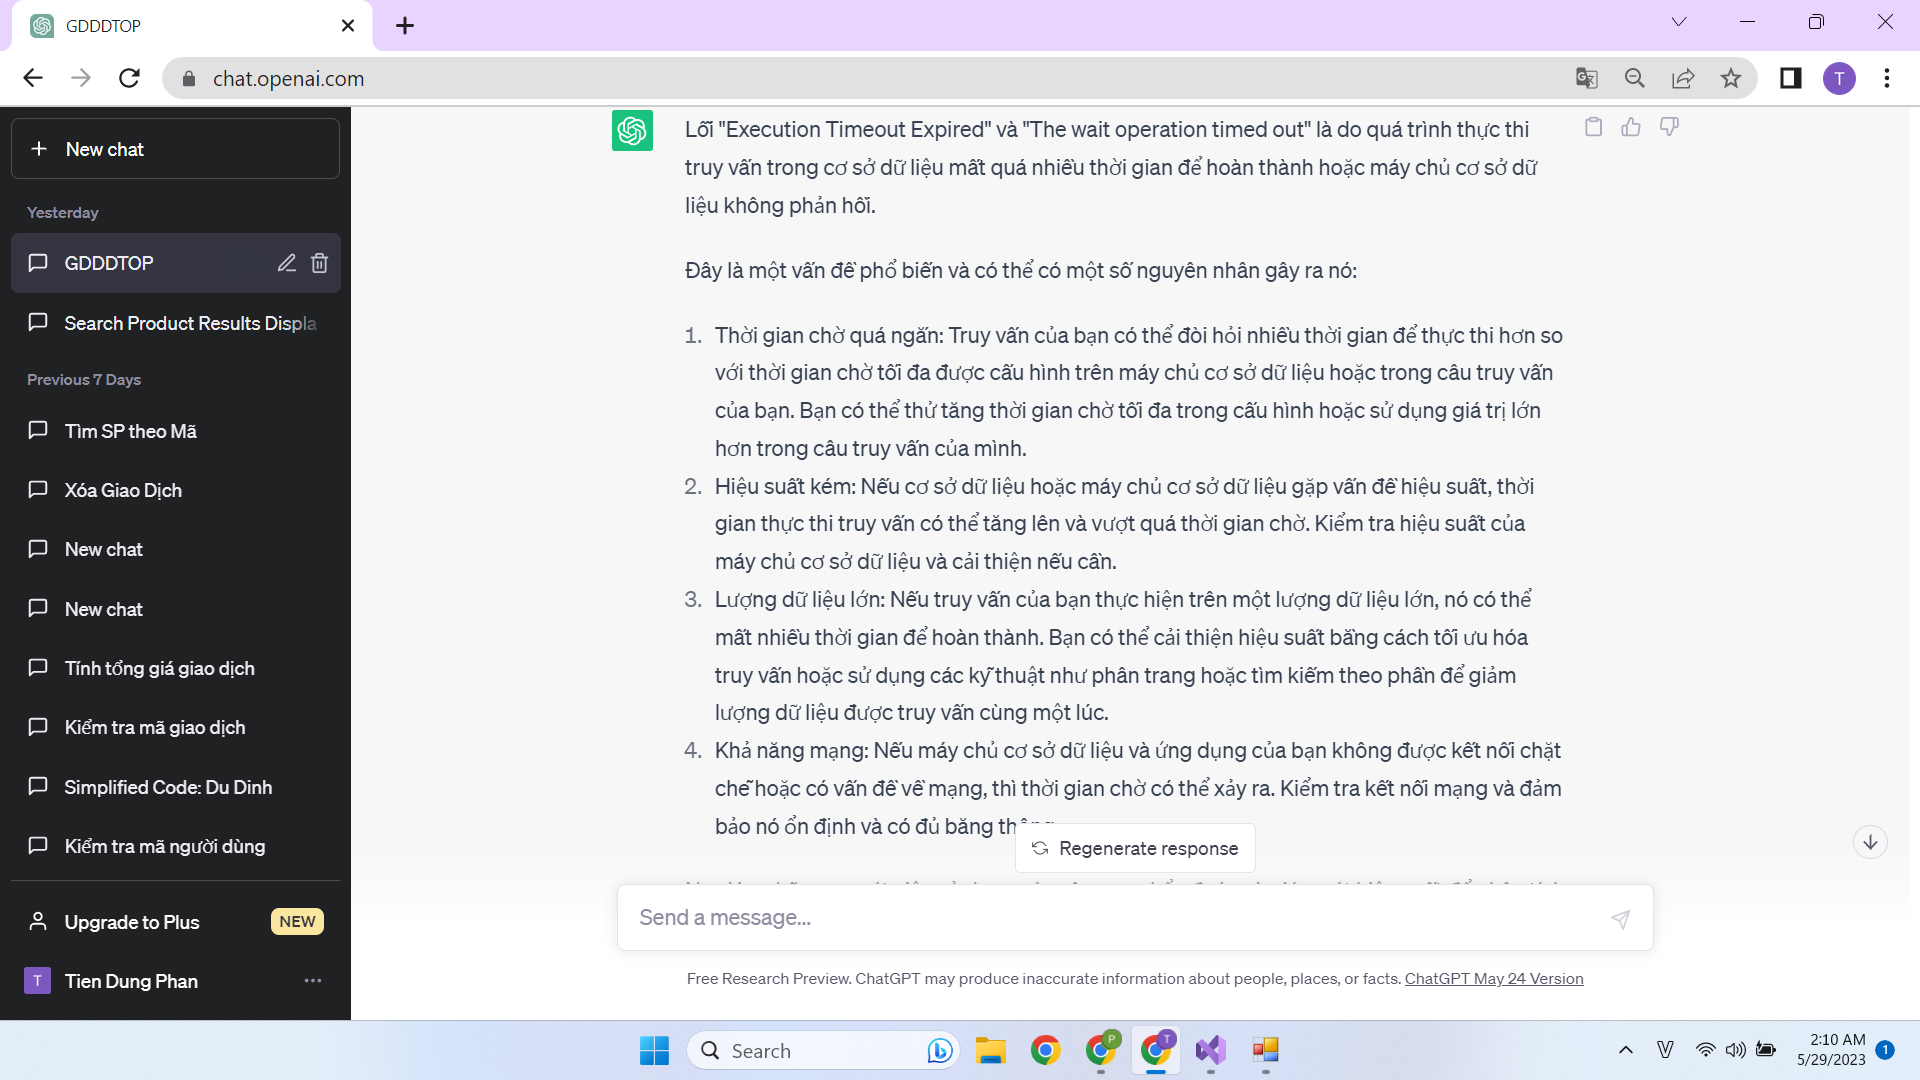 GDDDTOP
chat.openai.com
T
New chat
Yesterday
GDDDTOP
Search Product Results Displa
Previous 7 Days
Tìm SP theo Mã
Xóa Giao Dịch
New chat
New chat
Tính tổng giá giao dịch
Kiểm tra mã giao dịch
Simplified Code: Du Dinh
Kiểm tra mã người dùng
Upgrade to Plus NEW
T Tien Dung Phan
Lỗi "Execution Timeout Expired" và "The wait operation timed out" là do quá trình thực thi
truy vấn trong cơ sở dữ liệu mất quá nhiều thời gian để hoàn thành hoặc máy chủ cơ sở dữ
liệu không phản hồi.
Đây là một vấn đề phổ biến và có thể có một số nguyên nhân gây ra nó:
1. Thời gian chờ quá ngắn: Truy vấn của bạn có thể đòi hỏi nhiều thời gian để thực thi hơn so
với thời gian chờ tối đa được cấu hình trên máy chủ cơ sở dữ liệu hoặc trong câu truy vấn
của bạn. Bạn có thể thử tăng thời gian chờ tối đa trong cấu hình hoặc sử dụng giá trị lớn
hơn trong câu truy vấn của mình.
2. Hiệu suất kém: Nếu cơ sở dữ liệu hoặc máy chủ cơ sở dữ liệu gặp vấn đề hiệu suất, thời
gian thực thi truy vấn có thể tăng lên và vượt quá thời gian chờ. Kiểm tra hiệu suất của
máy chủ cơ sở dữ liệu và cải thiện nếu cần.
3. Lượng dữ liệu lớn: Nếu truy vấn của bạn thực hiện trên một lượng dữ liệu lớn, nó có thể
mất nhiều thời gian để hoàn thành. Bạn có thể cải thiện hiệu suất bằng cách tối ưu hóa
truy vấn hoặc sử dụng các kỹ thuật như phân trang hoặc tìm kiếm theo phần để giảm
lượng dữ liệu được truy vấn cùng một lúc.
4. Khả năng mạng: Nếu máy chủ cơ sở dữ liệu và ứng dụng của bạn không được kết nối chặt
chẽ hoặc có vấn đề về mạng, thì thời gian chờ có thể xảy ra. Kiểm tra kết nối mạng và đảm
bảo nó ổn định và có đủ băng
Regenerate response
Send a message...
Free Research Preview. ChatGPT may produce inaccurate information about people, places, or facts. ChatGPT May 24 Version
Search
P
T
V
2:10 AM
5/29/2023
1